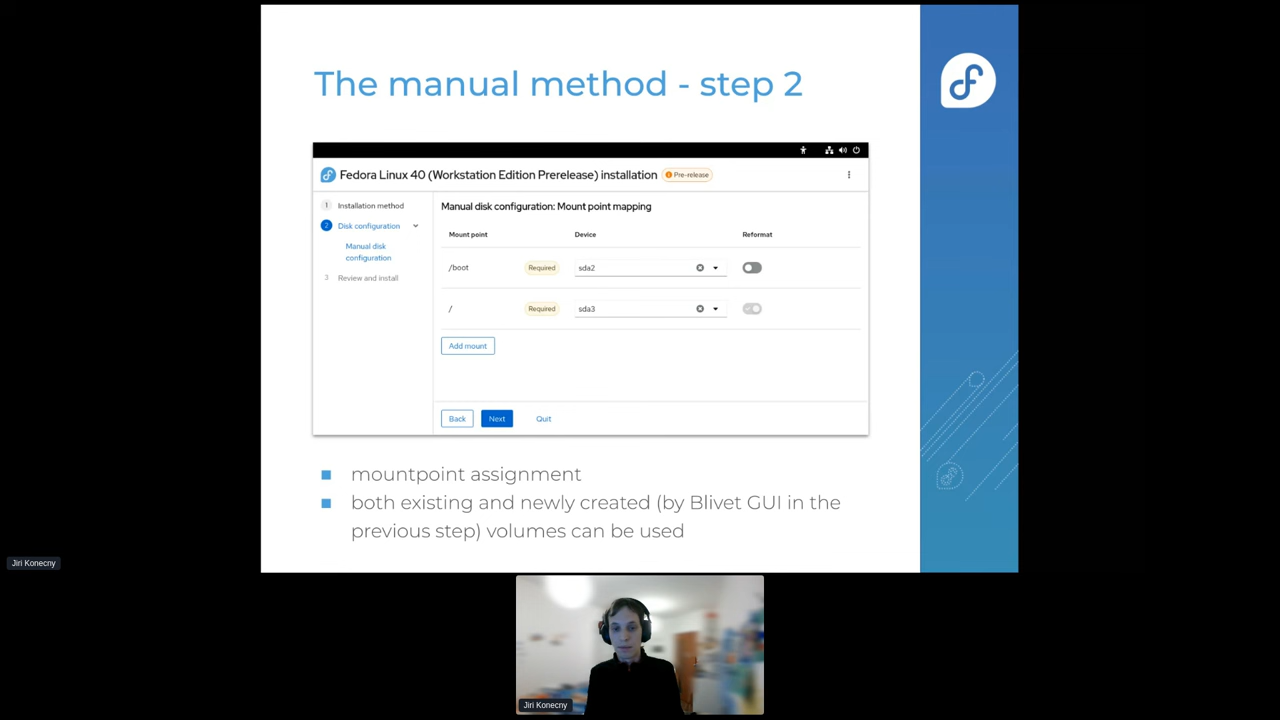 The manual method - step 2
Fedora Linux 40 (Workstation Edition Prerelease) installation
Pre-release
1 Installation method
2 Disk configuration
Manual disk
configuration
3 Review and install
Manual disk configuration: Mount point mapping
Mount point Device Reformat
/boot Required sda2
/ Required sda3
Add mount
Back Next Quit
mountpoint assignment
both existing and newly created (by Blivet GUI in the
previous step) volumes can be used
Jiri Konecny
Jiri Konecny